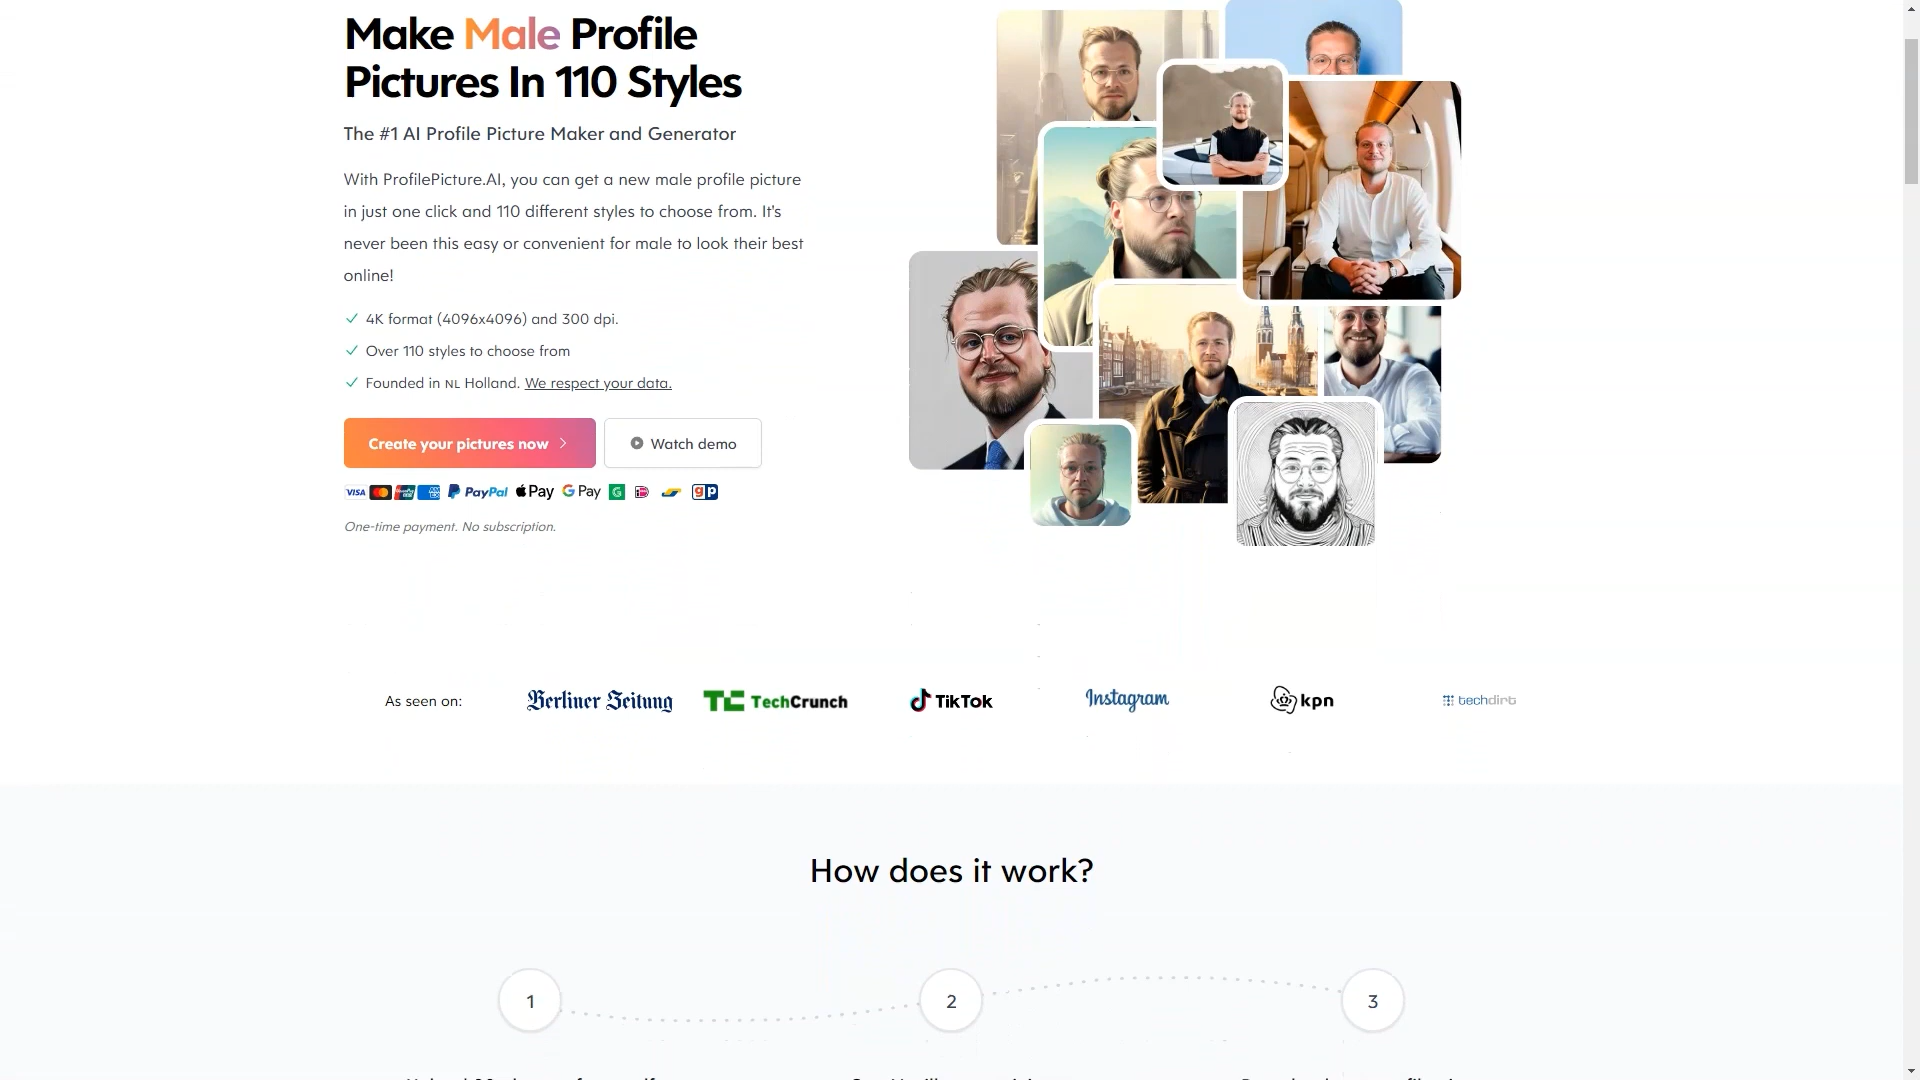 Make Male Profile
Pictures In 110 Styles
The #1 AI Profile Picture Maker and Generator
With ProfilePicture.AI, you can get a new male profile picture
in just one click and 110 different styles to choose from. It's
never been this easy or convenient for male to look their best
online!
4K format (4096x4096) and 300 dpi.
Over 110 styles to choose from
Founded in NL Holland. We respect your data.
Create your pictures now
Watch demo
VISA PayPal Pay G Pay G gp
One-time payment. No subscription.
As seen on: Berliner Zeitung TC TechCrunch TikTok Instagram kpn techdirt
How does it work?
1 2 3